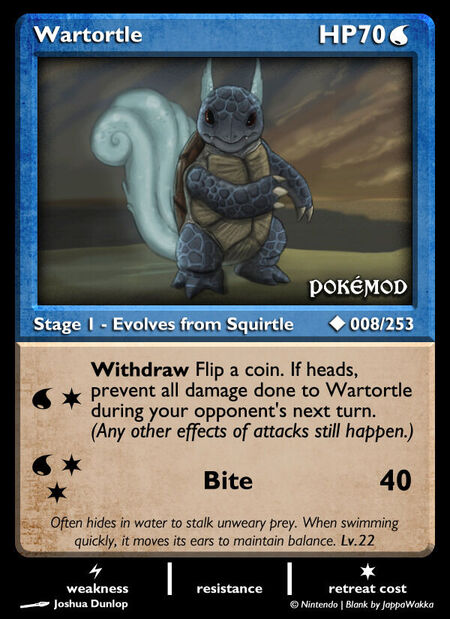 Wartortle HP70
POKÉMOD
Stage 1 - Evolves from Squirtle 008/253
Withdraw Flip a coin. If heads,
prevent all damage done to Wartortle
during your opponent's next turn.
(Any other effects of attacks still happen.)
Bite 40
Often hides in water to stalk unweary prey. When swimming
quickly, it moves its ears to maintain balance. Lv.22
weakness resistance retreat cost
Joshua Dunlop © Nintendo | Blank by JappaWakka